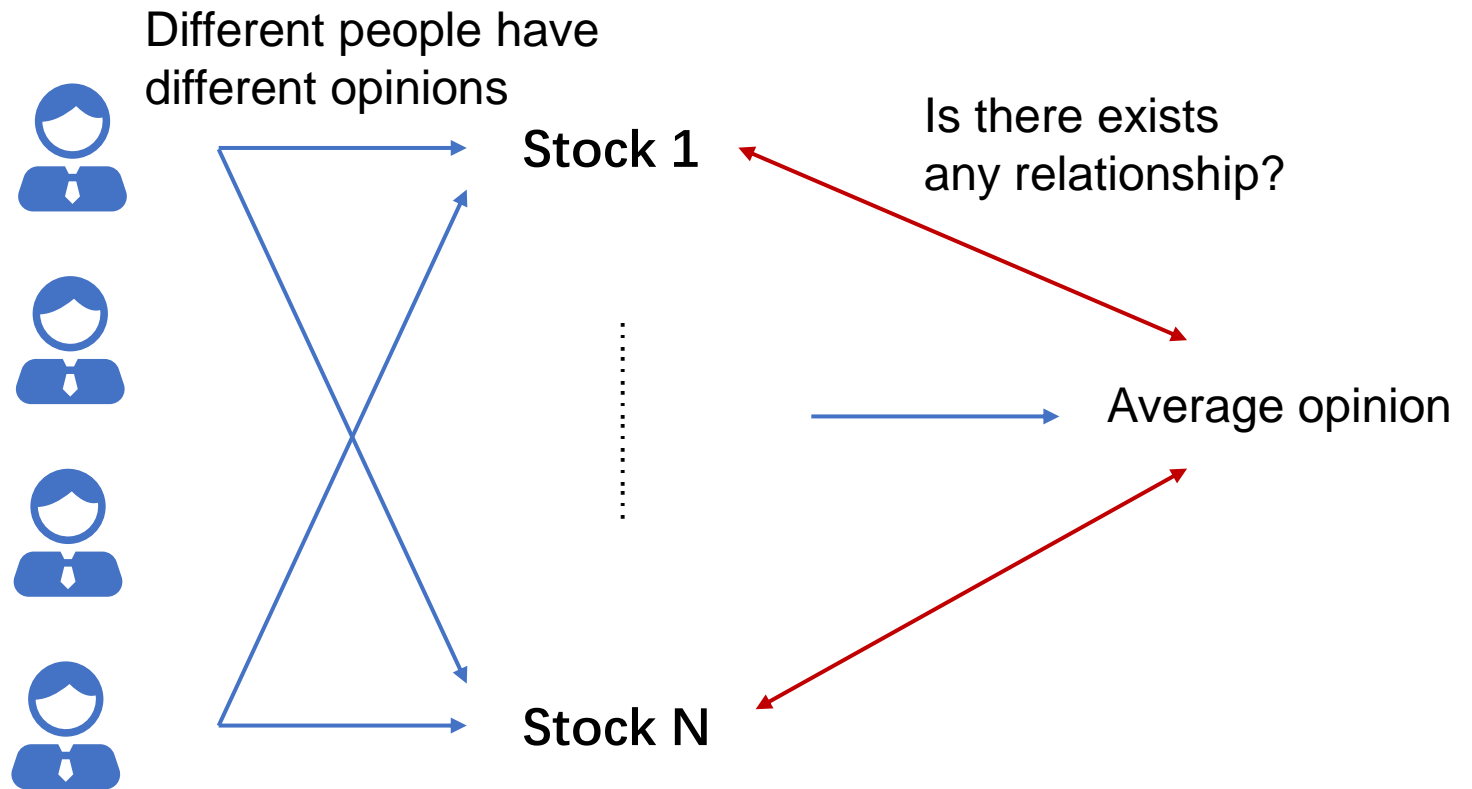 Different people have
different opinions
Stock 1
Is there exists
any relationship?
Average opinion
Stock N